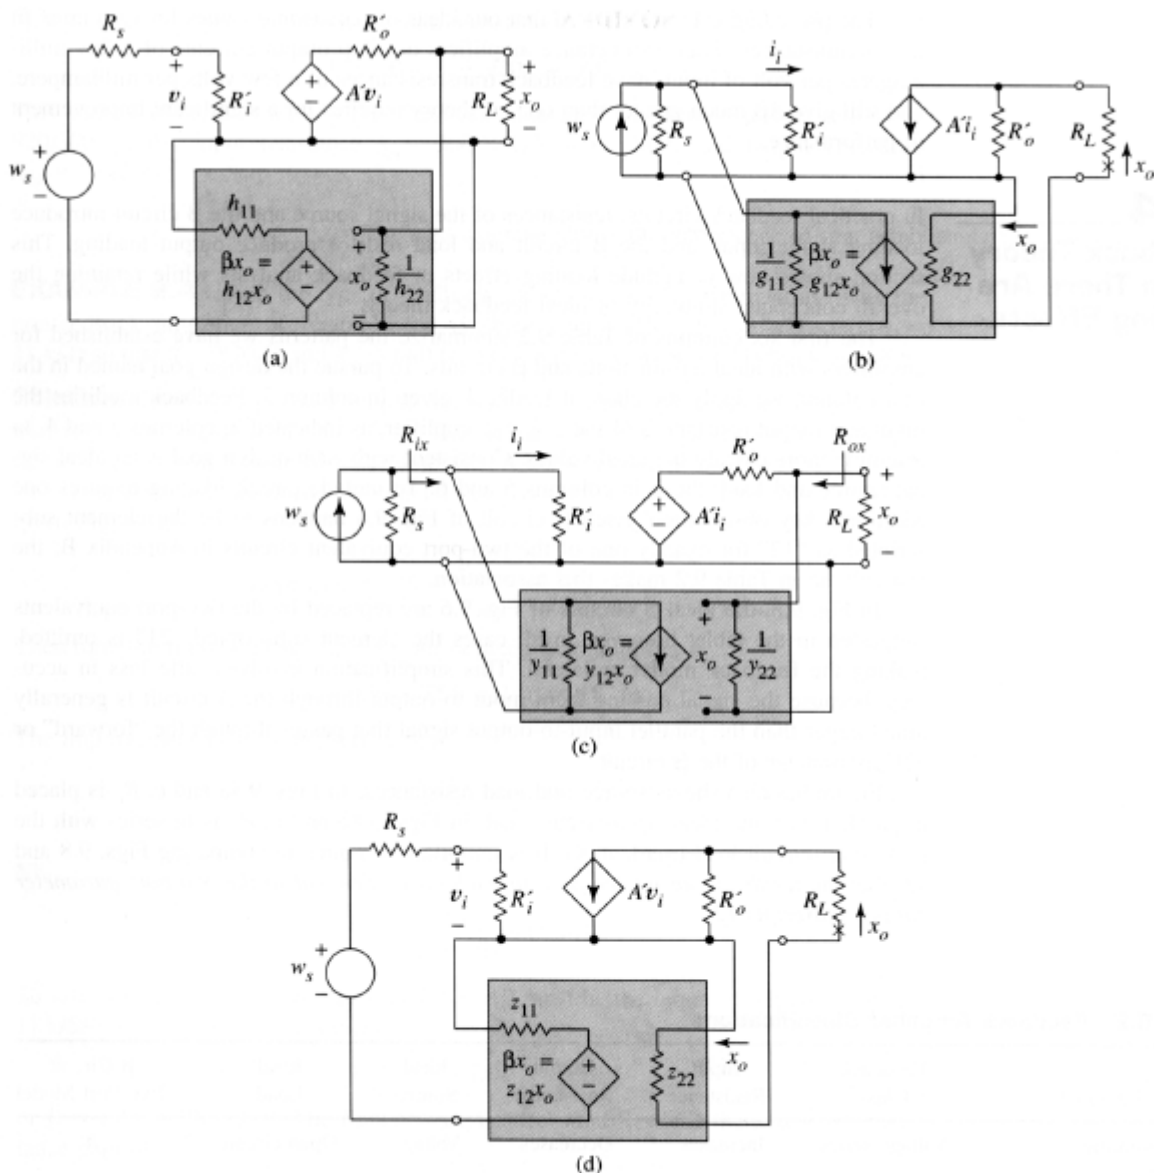 R_s
R′_o
+
v_i
−
R′_i
+
−
A′v_i
+
R_L
x_o
−
+
w_s
−
h_11
βx_o =
h_12x_o
+
−
x_o
−
1/h_22
(a)
i_i
w_s
R_s
R′_i
A′i_i
R′_o
R_L
x_o
1/g_11
βx_o =
g_12x_o
g_22
x_o
(b)
R_ix
i_i
R′_o
R_ox
w_s
R_s
R′_i
+
−
A′i_i
+
R_L
x_o
−
1/y_11
βx_o =
y_12x_o
+
x_o
−
1/y_22
(c)
R_s
+
v_i
−
R′_i
A′v_i
R′_o
R_L
x_o
+
w_s
−
z_11
βx_o =
z_12x_o
+
−
z_22
x_o
(d)